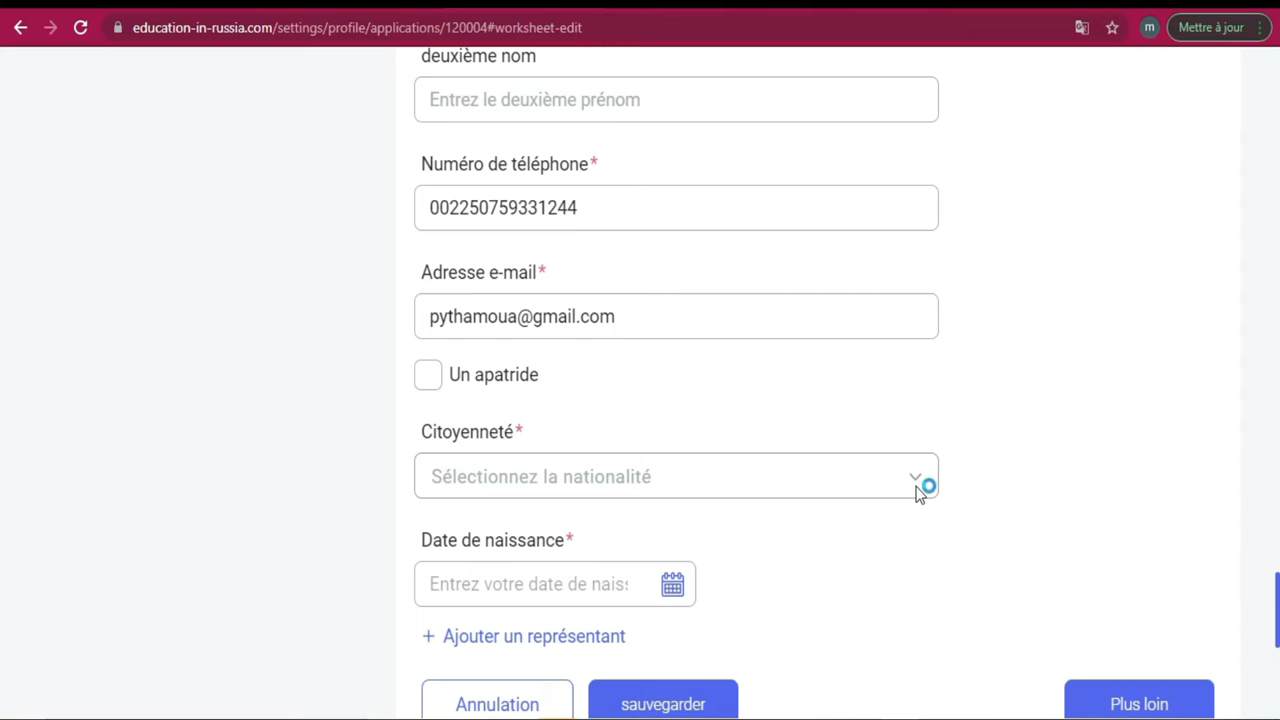 education-in-russia.com/settings/profile/applications/120004#worksheet-edit
m
Mettre à jour
deuxième nom
Entrez le deuxième prénom
Numéro de téléphone*
002250759331244
Adresse e-mail*
pythamoua@gmail.com
Un apatride
Citoyenneté*
Sélectionnez la nationalité
Date de naissance*
Entrez votre date de nais
+ Ajouter un représentant
Annulation
sauvegarder
Plus loin